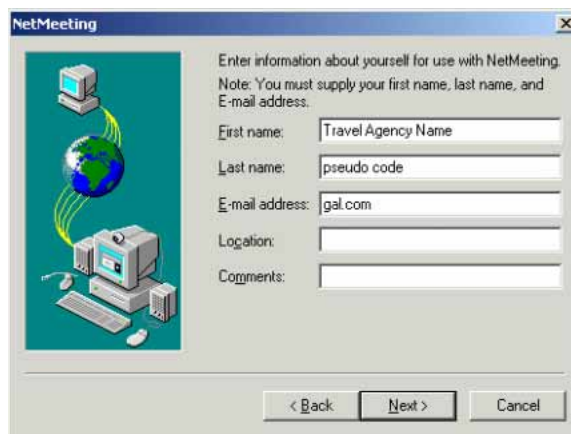 NetMeeting
Enter information about yourself for use with NetMeeting.
Note: You must supply your first name, last name, and
E-mail address.
First name: Travel Agency Name
Last name: pseudo code
E-mail address: gal.com
Location:
Comments:
< Back Next > Cancel